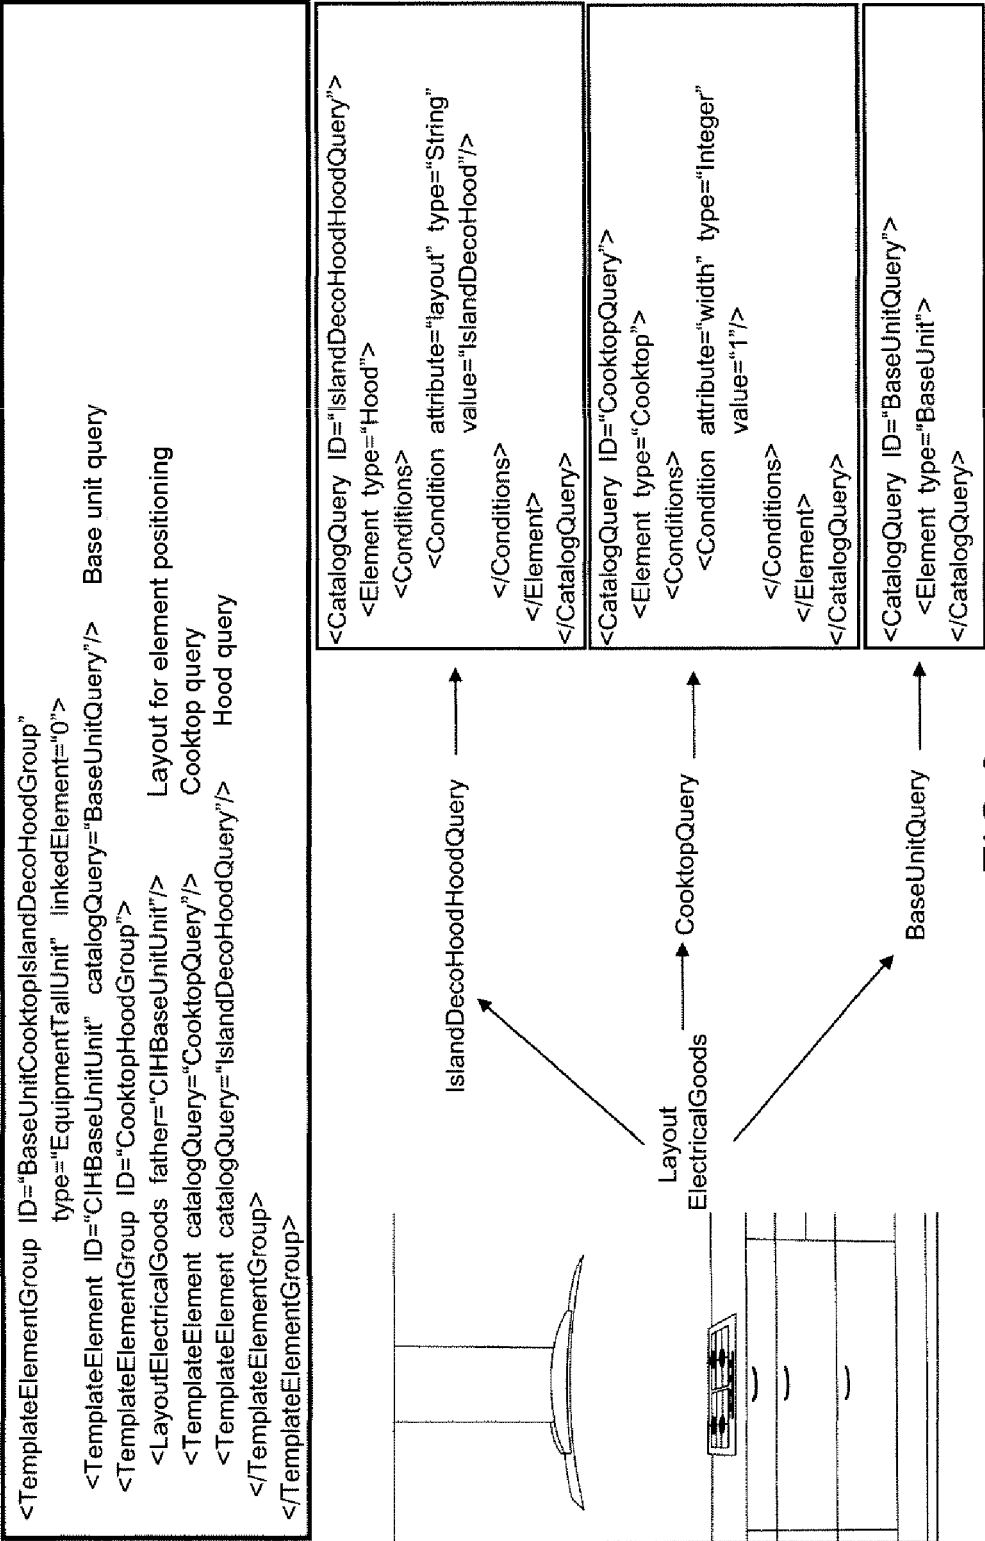 <TemplateElementGroup ID="BaseUnitCooktopIslandDecoHoodGroup"
type="EquipmentTallUnit" linkedElement="0">
<TemplateElement ID="CIHBaseUnitUnit" catalogQuery="BaseUnitQuery"/> Base unit query
<TemplateElementGroup ID="CooktopHoodGroup">
<LayoutElectricalGoods father="CIHBaseUnitUnit"/> Layout for element positioning
<TemplateElement catalogQuery="CooktopQuery"/> Cooktop query
<TemplateElement catalogQuery="IslandDecoHoodQuery"/> Hood query
</TemplateElementGroup>
</TemplateElementGroup>
Layout
ElectricalGoods
IslandDecoHoodHoodQuery
CooktopQuery
BaseUnitQuery
<CatalogQuery ID="IslandDecoHoodHoodQuery">
<Element type="Hood">
<Conditions>
<Condition attribute="layout" type="String"
value="IslandDecoHood"/>
</Conditions>
</Element>
</CatalogQuery>
<CatalogQuery ID="CooktopQuery">
<Element type="Cooktop">
<Conditions>
<Condition attribute="width" type="Integer"
value="1"/>
</Conditions>
</Element>
</CatalogQuery>
<CatalogQuery ID="BaseUnitQuery">
<Element type="BaseUnit">
</CatalogQuery>